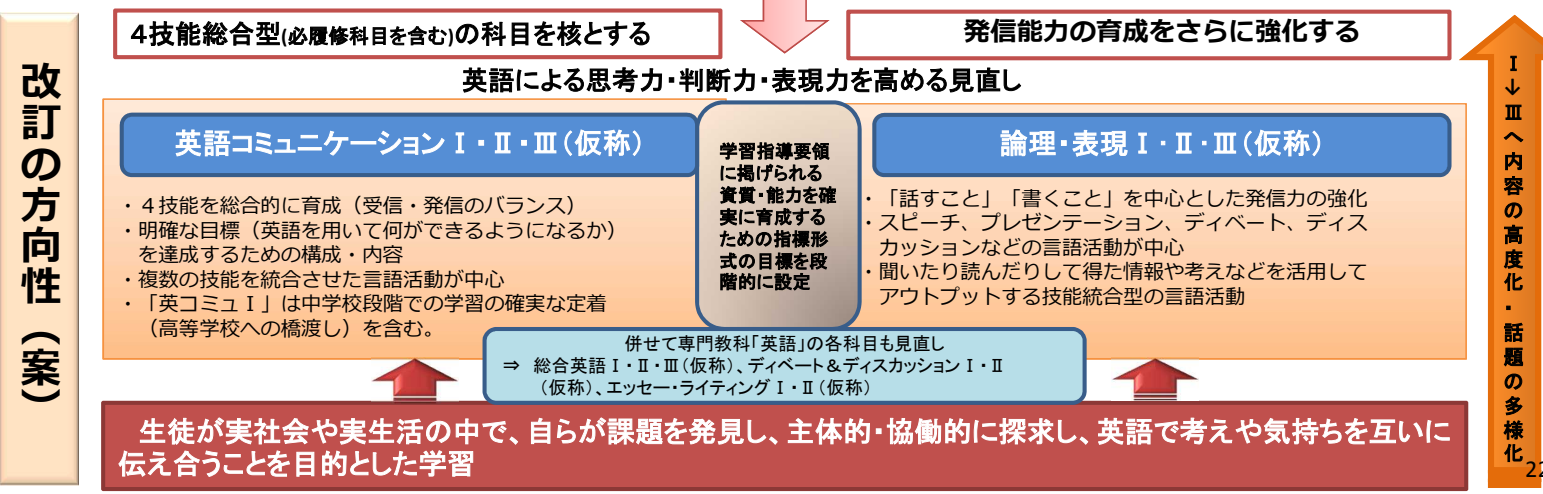 改訂の方向性（案）
４技能総合型(必履修科目を含む)の科目を核とする
発信能力の育成をさらに強化する
英語による思考力・判断力・表現力を高める見直し
英語コミュニケーションⅠ・Ⅱ・Ⅲ(仮称)
・４技能を総合的に育成（受信・発信のバランス）
・明確な目標（英語を用いて何ができるようになるか）
を達成するための構成・内容
・複数の技能を統合させた言語活動が中心
・「英コミュⅠ」は中学校段階での学習の確実な定着
（高等学校への橋渡し）を含む。
学習指導要領
に掲げられる
資質・能力を確
実に育成する
ための指標形
式の目標を段
階的に設定
論理・表現Ⅰ・Ⅱ・Ⅲ(仮称)
・「話すこと」「書くこと」を中心とした発信力の強化
・スピーチ、プレゼンテーション、ディベート、ディス
カッションなどの言語活動が中心
・聞いたり読んだりして得た情報や考えなどを活用して
アウトプットする技能統合型の言語活動
併せて専門教科「英語」の各科目も見直し
⇒ 総合英語Ⅰ・Ⅱ・Ⅲ(仮称)、ディベート＆ディスカッションⅠ・Ⅱ
(仮称)、エッセー・ライティングⅠ・Ⅱ(仮称)
生徒が実社会や実生活の中で、自らが課題を発見し、主体的・協働的に探求し、英語で考えや気持ちを互いに
伝え合うことを目的とした学習
Ⅰ→Ⅲへ内容の高度化・話題の多様化
22